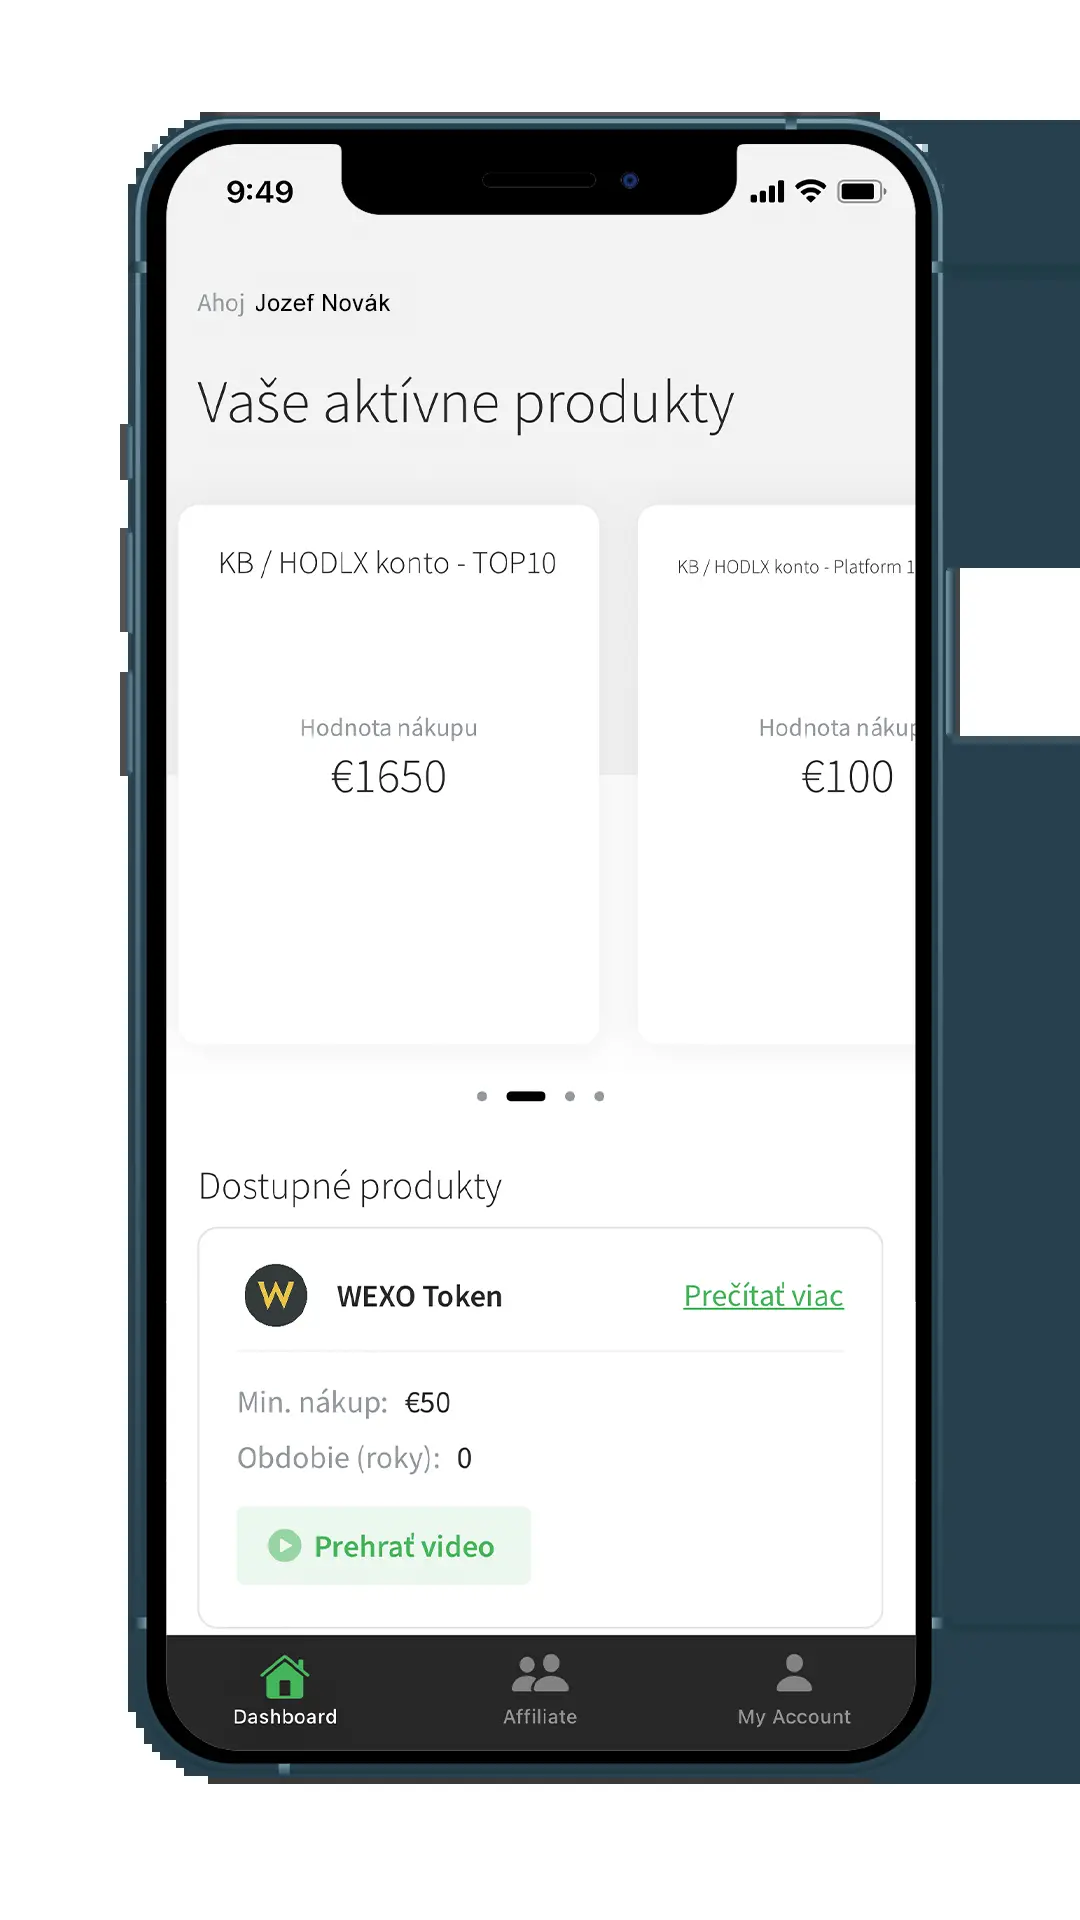 9:49
Ahoj Jozef Novák
Vaše aktívne produkty
KB / HODLX konto - TOP10
KB / HODLX konto - Platform 1
Hodnota nákupu
€1650
Hodnota nákup
€100
Dostupné produkty
W
WEXO Token
Prečítať viac
Min. nákup: €50
Obdobie (roky): 0
Prehrať video
Dashboard
Affiliate
My Account